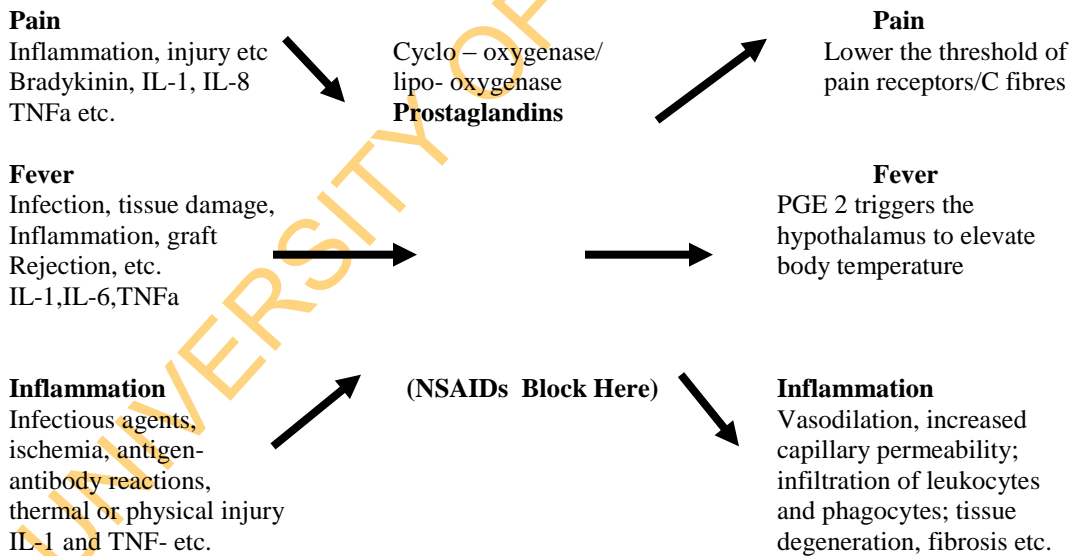 Pain
Inflammation, injury etc
Bradykinin, IL-1, IL-8
TNFa etc.
Cyclo – oxygenase/
lipo- oxygenase
Prostaglandins
Pain
Lower the threshold of
pain receptors/C fibres
Fever
Infection, tissue damage,
Inflammation, graft
Rejection, etc.
IL-1,IL-6,TNFa
Fever
PGE 2 triggers the
hypothalamus to elevate
body temperature
Inflammation
Infectious agents,
ischemia, antigen-
antibody reactions,
thermal or physical injury
IL-1 and TNF- etc.
(NSAIDs Block Here)
Inflammation
Vasodilation, increased
capillary permeability;
infiltration of leukocytes
and phagocytes; tissue
degeneration, fibrosis etc.
UNIVERSITY OF